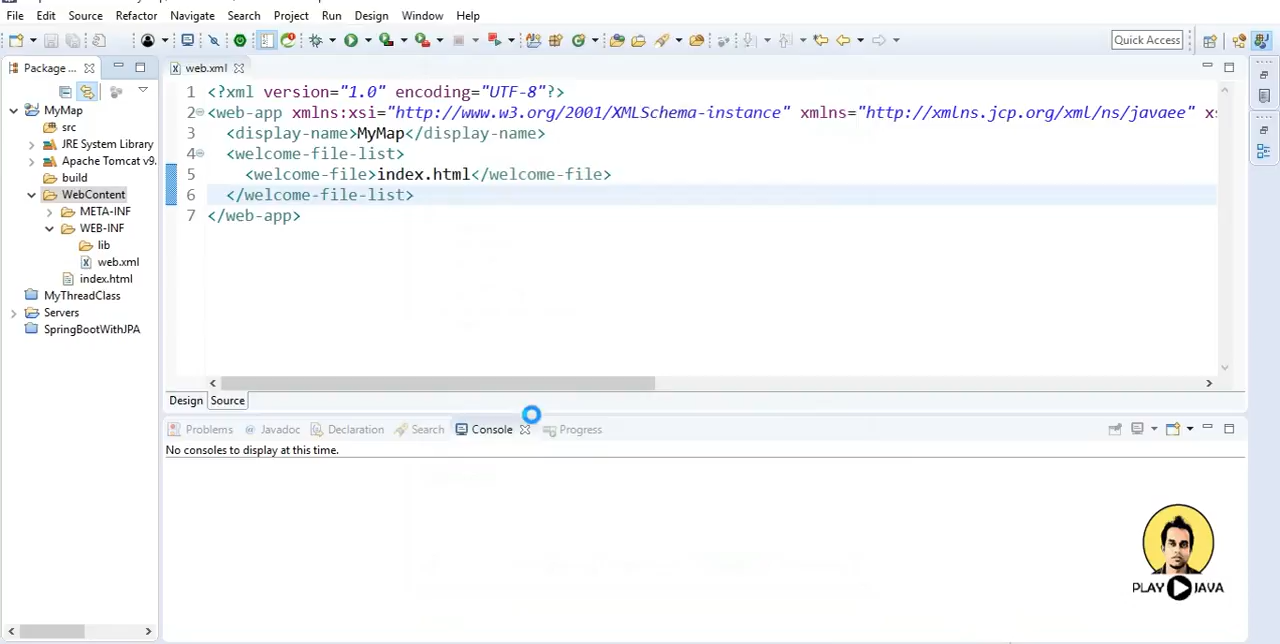 File Edit Source Refactor Navigate Search Project Run Design Window Help
Quick Access
Package...
web.xml
MyMap
src
JRE System Library
Apache Tomcat v9.
build
WebContent
META-INF
WEB-INF
lib
web.xml
index.html
MyThreadClass
Servers
SpringBootWithJPA
1 <?xml version="1.0" encoding="UTF-8"?>
2 <web-app xmlns:xsi="http://www.w3.org/2001/XMLSchema-instance" xmlns="http://xmlns.jcp.org/xml/ns/javaee" xs
3 <display-name>MyMap</display-name>
4 <welcome-file-list>
5 <welcome-file>index.html</welcome-file>
6 </welcome-file-list>
7 </web-app>
Design Source
Problems Javadoc Declaration Search Console Progress
No consoles to display at this time.
PLAY JAVA